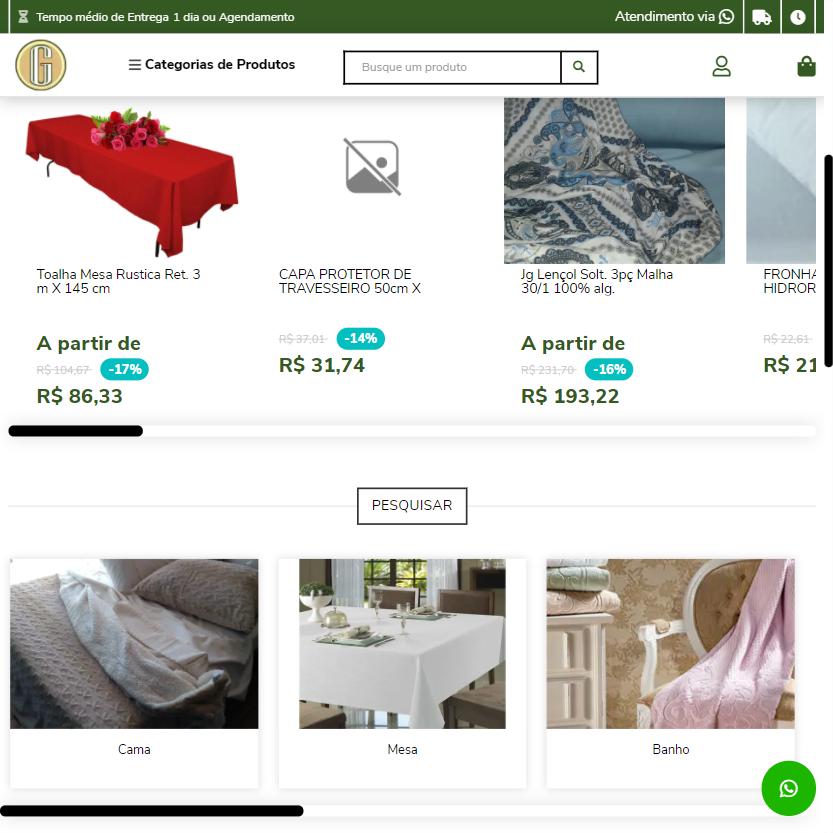 Tempo médio de Entrega 1 dia ou Agendamento
Atendimento via
G
Categorias de Produtos
Busque um produto
Toalha Mesa Rustica Ret. 3
m X 145 cm
A partir de
R$ 104,67 -17%
R$ 86,33
CAPA PROTETOR DE
TRAVESSEIRO 50cm X
R$ 37,01 -14%
R$ 31,74
Jg Lençol Solt. 3pç Malha
30/1 100% alg.
A partir de
R$ 231,70 -16%
R$ 193,22
FRONHA
HIDROR
R$ 22,61
R$ 21
PESQUISAR
Cama
Mesa
Banho